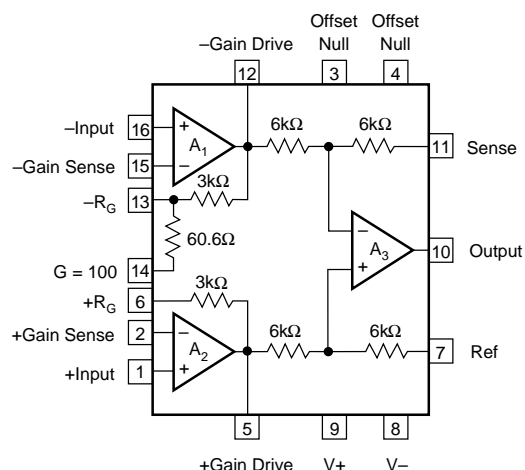 –Gain Drive
Offset Null
Offset Null
12
3
4
–Input
16
+
A1
–
–Gain Sense
15
6kΩ
6kΩ
11
Sense
–RG
13
3kΩ
60.6Ω
–
A3
+
10
Output
G = 100
14
+RG
6
3kΩ
+Gain Sense
2
–
A2
+
+Input
1
6kΩ
6kΩ
7
Ref
5
9
8
+Gain Drive
V+
V–